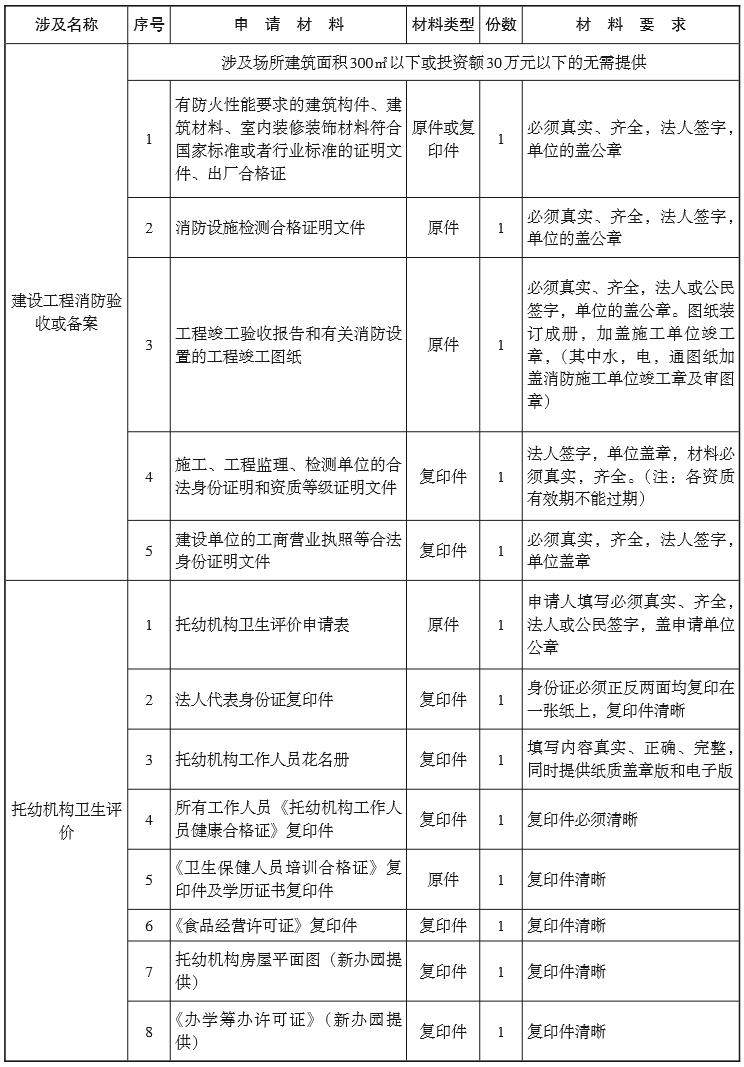 涉及名称 序号 申 请 材 料 材料类型 份数 材 料 要 求
建设工程消防验
收或备案
涉及场所建筑面积300㎡以下或投资额30万元以下的无需提供
1
有防火性能要求的建筑构件、建
筑材料、室内装修装饰材料符合
国家标准或者行业标准的证明文
件、出厂合格证
原件或复
印件
1
必须真实、齐全，法人签字，
单位的盖公章
2
消防设施检测合格证明文件
原件
1
必须真实、齐全，法人签字，
单位的盖公章
3
工程竣工验收报告和有关消防设
置的工程竣工图纸
原件
1
必须真实、齐全，法人或公民
签字，单位的盖公章。图纸装
订成册，加盖施工单位竣工
章，（其中水，电，通图纸加
盖消防施工单位竣工章及审图
章）
4
施工、工程监理、检测单位的合
法身份证明和资质等级证明文件
复印件
1
法人签字，单位盖章，材料必
须真实，齐全。（注：各资质
有效期不能过期）
5
建设单位的工商营业执照等合法
身份证明文件
复印件
1
必须真实，齐全，法人签字，
单位盖章
托幼机构卫生评
价
1
托幼机构卫生评价申请表
原件
1
申请人填写必须真实、齐全，
法人或公民签字，盖申请单位
公章
2
法人代表身份证复印件
复印件
1
身份证必须正反两面均复印在
一张纸上，复印件清晰
3
托幼机构工作人员花名册
复印件
1
填写内容真实、正确、完整，
同时提供纸质盖章版和电子版
4
所有工作人员《托幼机构工作人
员健康合格证》复印件
复印件
1
复印件必须清晰
5
《卫生保健人员培训合格证》复
印件及学历证书复印件
原件
1
复印件清晰
6
《食品经营许可证》复印件
复印件
1
复印件清晰
7
托幼机构房屋平面图（新办园提
供）
复印件
1
复印件清晰
8
《办学筹办许可证》（新办园提
供）
复印件
1
复印件清晰